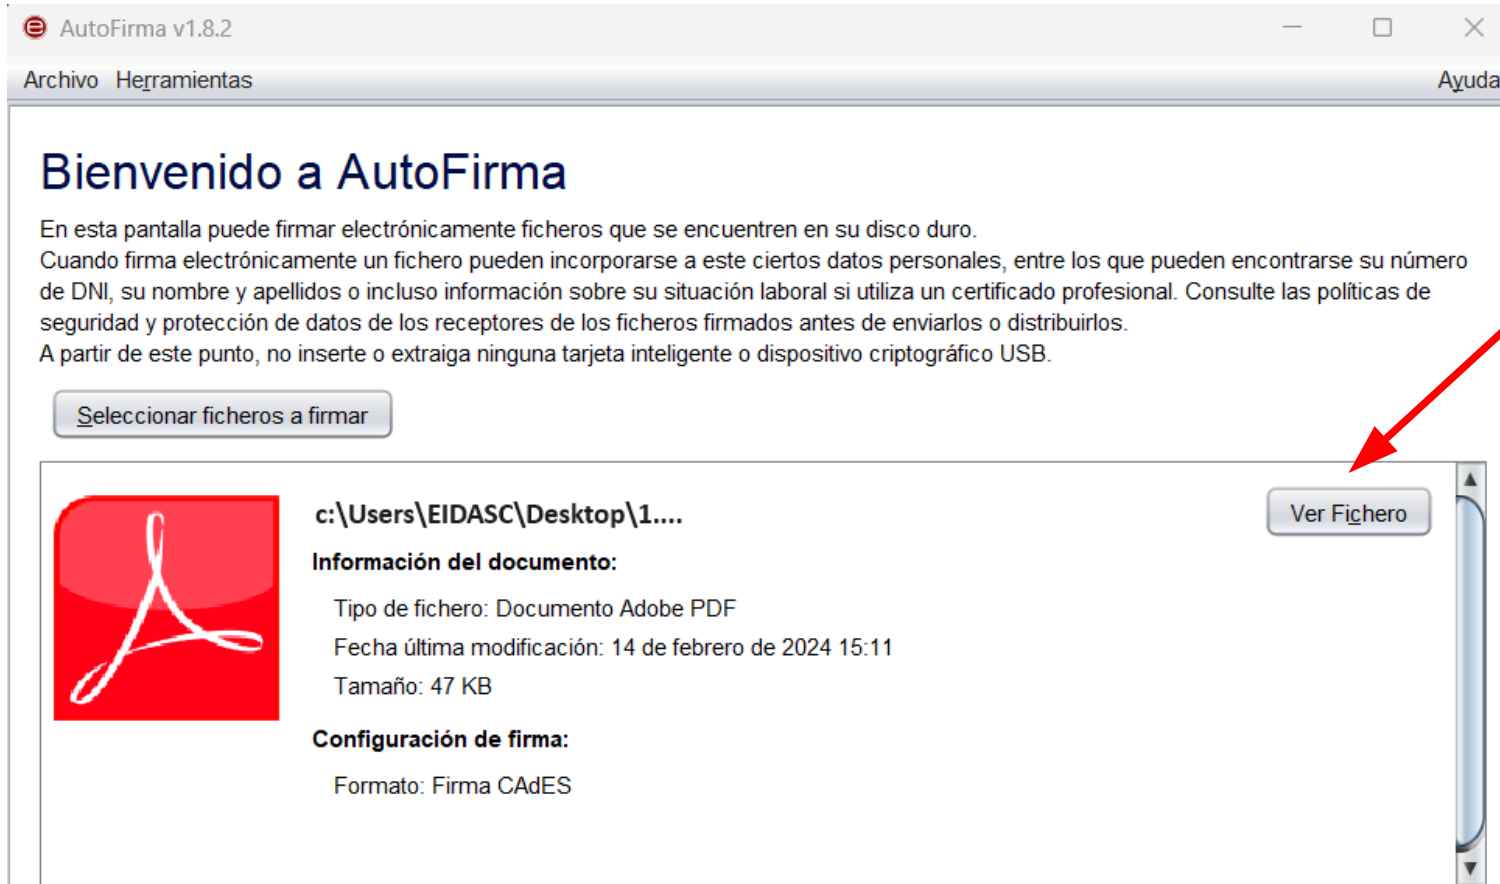 AutoFirma v1.8.2
Archivo Herramientas Ayuda
Bienvenido a AutoFirma
En esta pantalla puede firmar electrónicamente ficheros que se encuentren en su disco duro.
Cuando firma electrónicamente un fichero pueden incorporarse a este ciertos datos personales, entre los que pueden encontrarse su número
de DNI, su nombre y apellidos o incluso información sobre su situación laboral si utiliza un certificado profesional. Consulte las políticas de
seguridad y protección de datos de los receptores de los ficheros firmados antes de enviarlos o distribuirlos.
A partir de este punto, no inserte o extraiga ninguna tarjeta inteligente o dispositivo criptográfico USB.
Seleccionar ficheros a firmar
c:\Users\EIDASC\Desktop\1....
Ver Fichero
Información del documento:
Tipo de fichero: Documento Adobe PDF
Fecha última modificación: 14 de febrero de 2024 15:11
Tamaño: 47 KB
Configuración de firma:
Formato: Firma CAdES